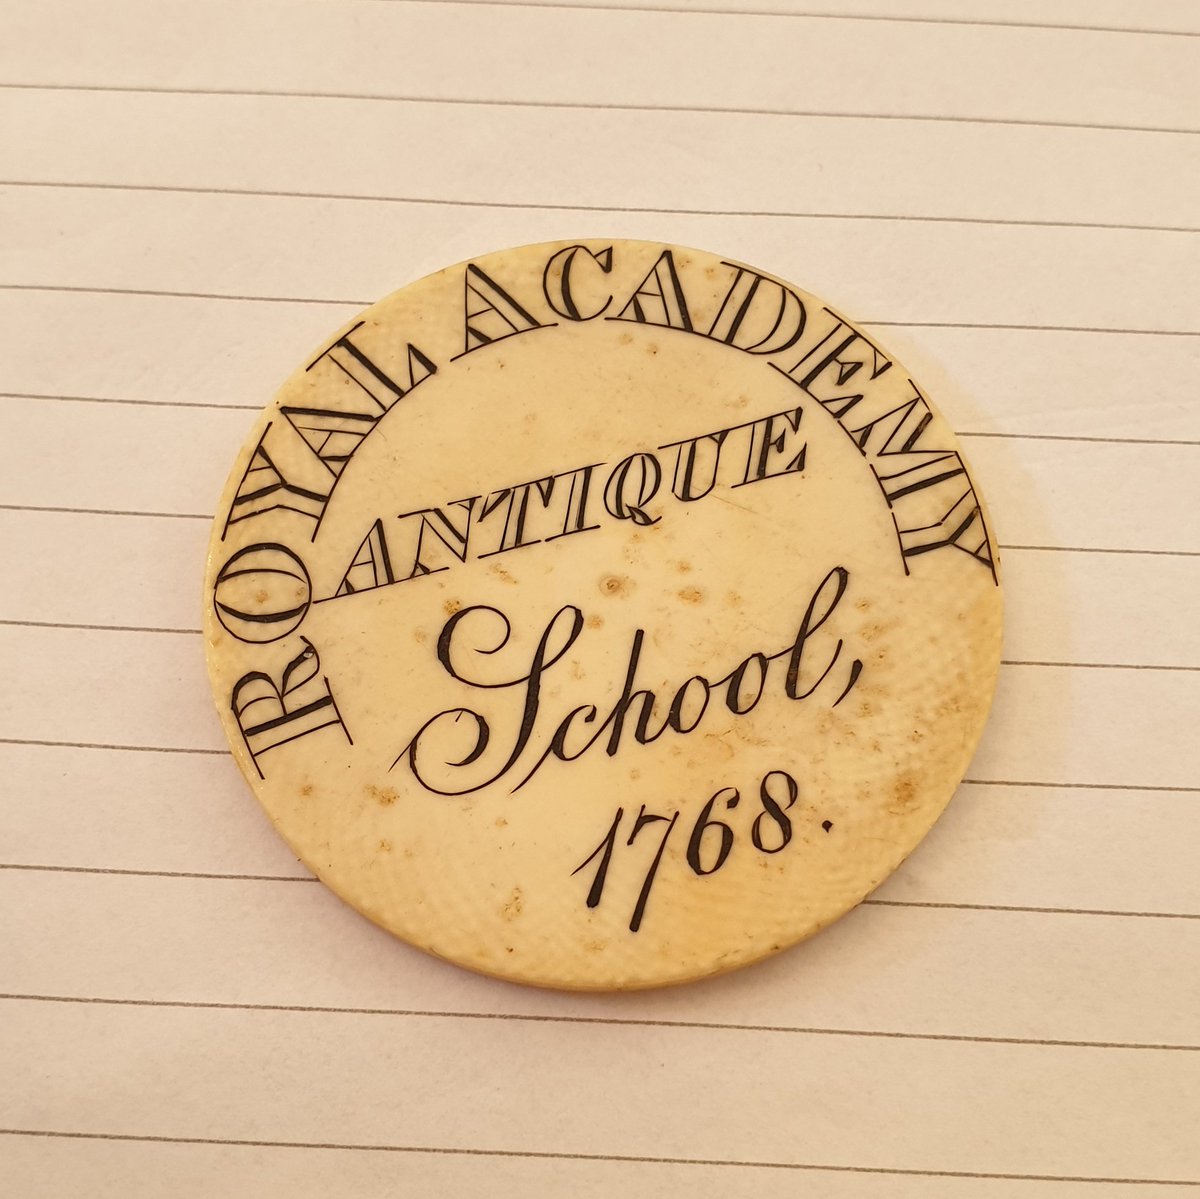 ROYAL ACADEMY
ANTIQUE
School,
1768.